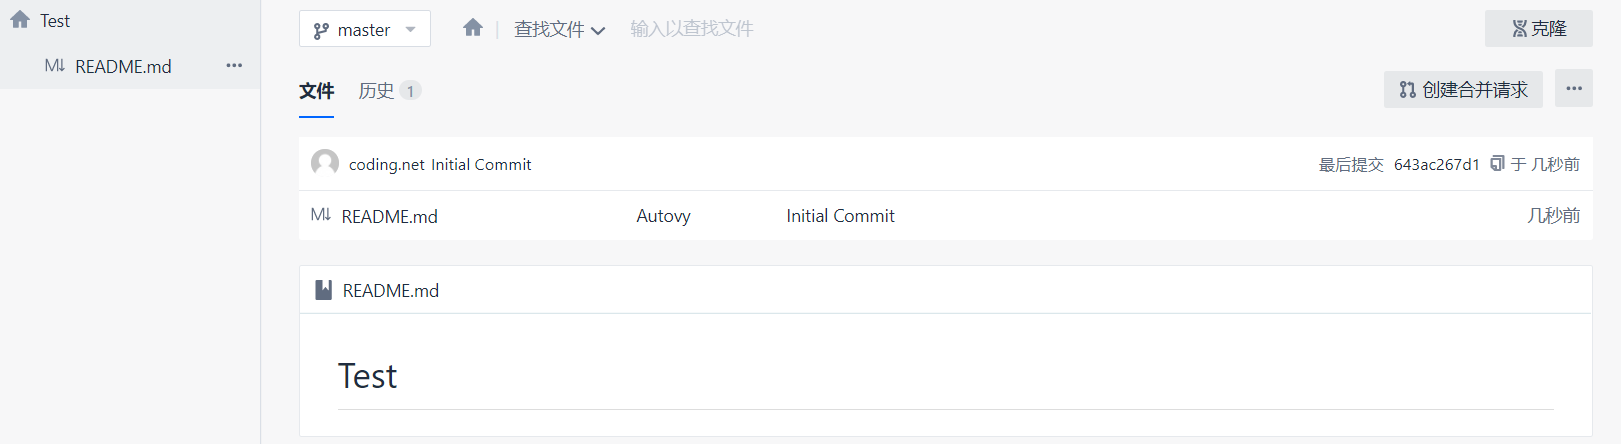 Test
README.md
master 查找文件 输入以查找文件 克隆
文件 历史 1 创建合并请求
coding.net Initial Commit 最后提交 643ac267d1 于 几秒前
README.md Autovy Initial Commit 几秒前
README.md
Test